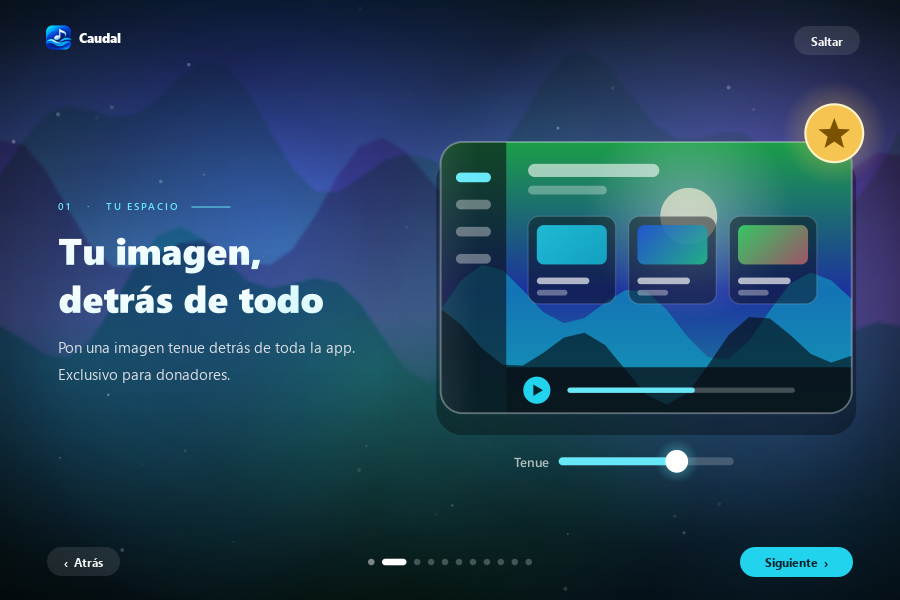 Caudal
Saltar
01 · TU ESPACIO
Tu imagen,
detrás de todo
Pon una imagen tenue detrás de toda la app.
Exclusivo para donadores.
Tenue
‹ Atrás
Siguiente ›